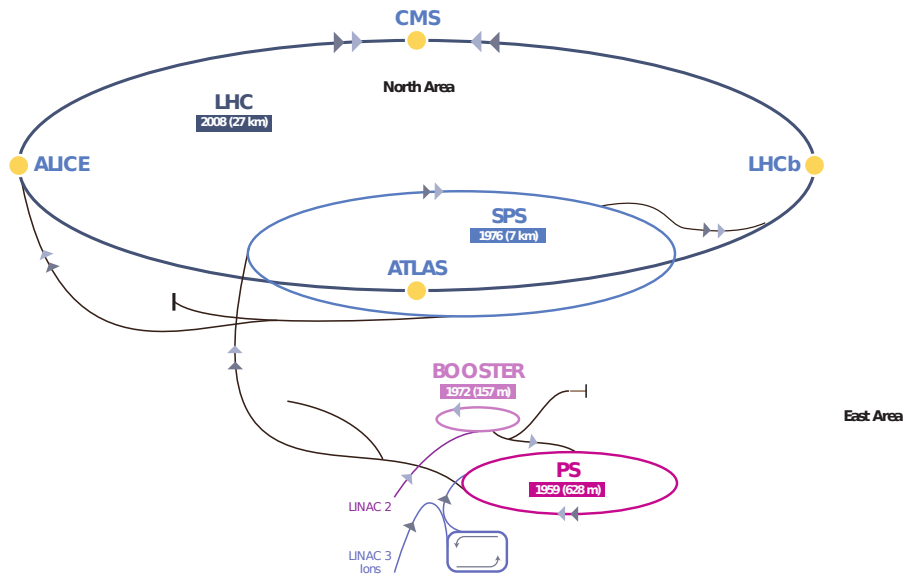 CMS
North Area
LHC
2008 (27 km)
ALICE
LHCb
SPS
1976 (7 km)
ATLAS
BOOSTER
1972 (157 m)
East Area
PS
1959 (628 m)
LINAC 2
LINAC 3
Ions